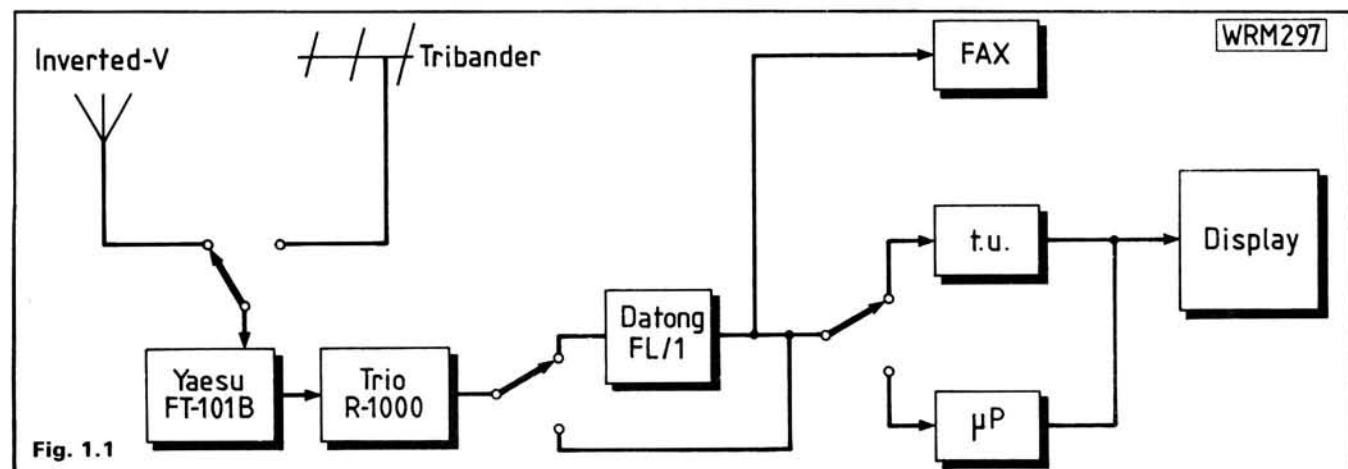 Inverted-V
Tribander
FAX
WRM297
t.u.
Display
Datong
FL/1
Yaesu
FT-101B
Trio
R-1000
µP
Fig. 1.1